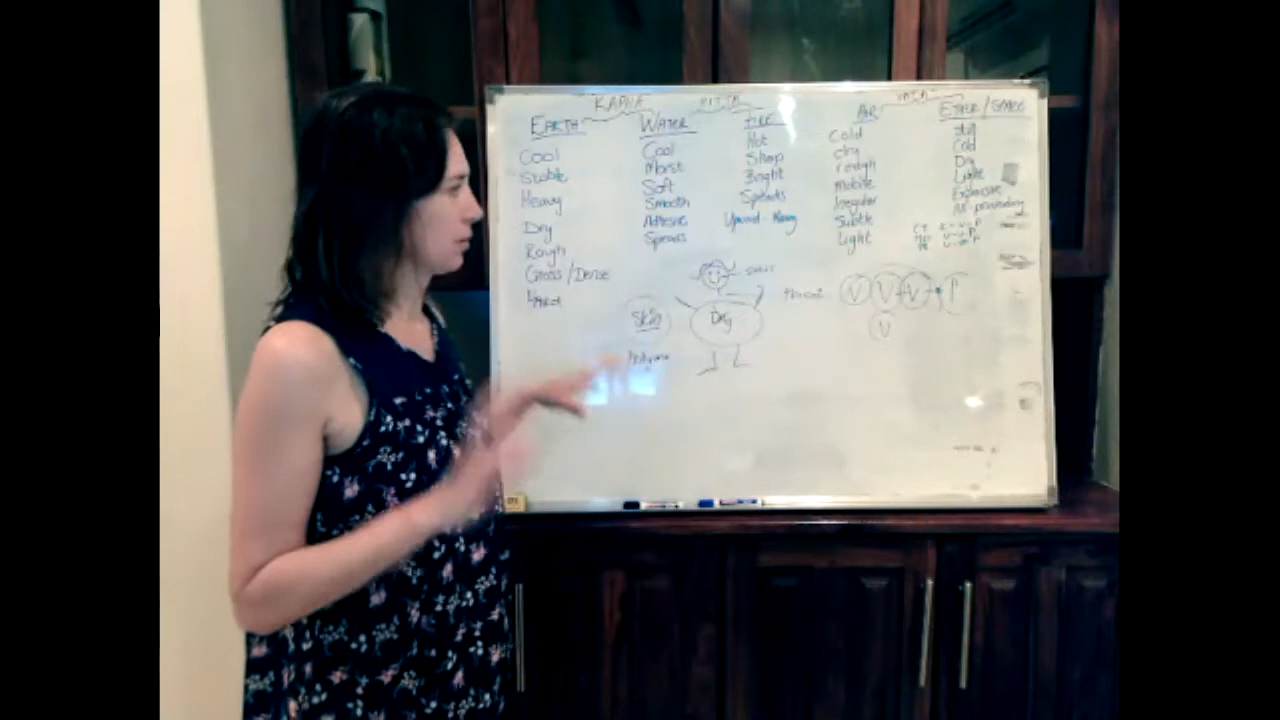 KAPHA PITTA VATA
EARTH
Cool
Stable
Heavy
Dry
Rough
Gross / Dense
Hard
WATER
Cool
Moist
Soft
Smooth
Adhesive
Spreads
FIRE
Hot
Sharp
Bright
Spreads
Upward
AIR
Cold
dry
rough
Mobile
Irregular
Subtle
Light
ETHER / SPACE
Still
Cold
Dry
Light
Expansive
All-pervading
Skin
Dry
V V V P
V